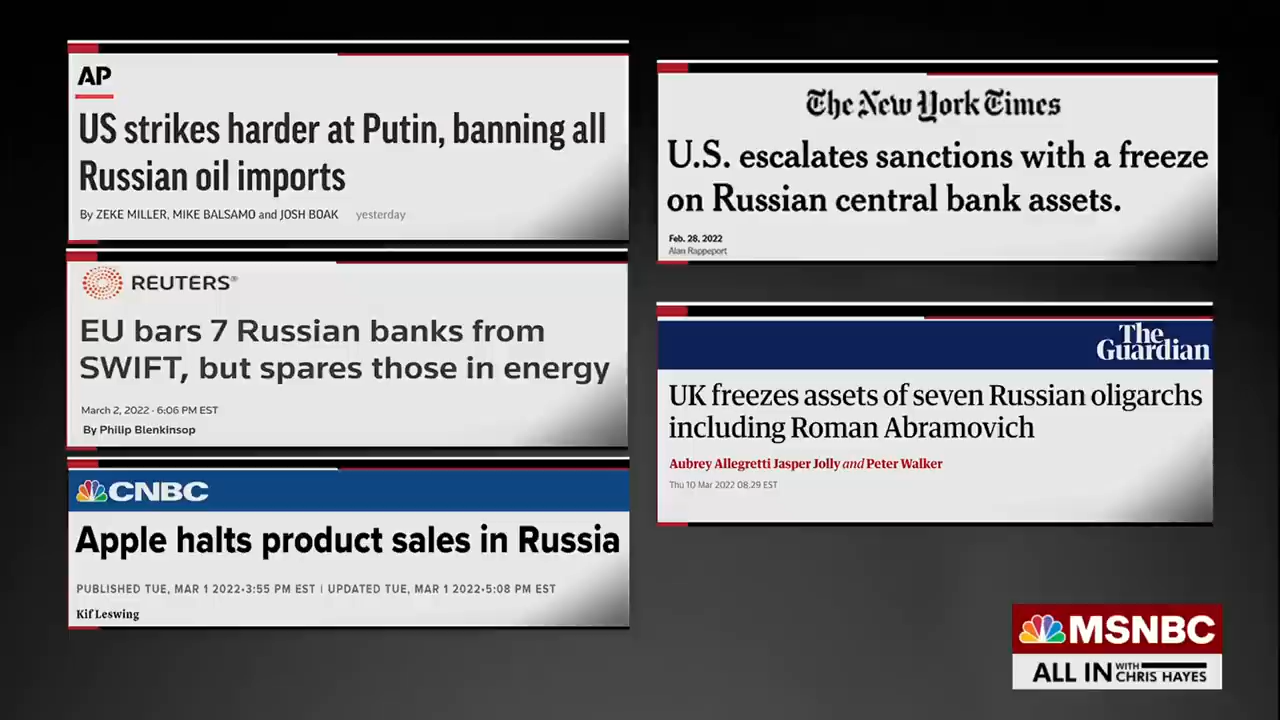 AP
US strikes harder at Putin, banning all
Russian oil imports
By ZEKE MILLER, MIKE BALSAMO and JOSH BOAK yesterday
REUTERS®
EU bars 7 Russian banks from
SWIFT, but spares those in energy
March 2, 2022 · 6:06 PM EST
By Philip Blenkinsop
CNBC
Apple halts product sales in Russia
PUBLISHED TUE, MAR 1 2022•3:55 PM EST | UPDATED TUE, MAR 1 2022•5:08 PM EST
Kif Leswing
The New York Times
U.S. escalates sanctions with a freeze
on Russian central bank assets.
Feb. 28, 2022
Alan Rappeport
The
Guardian
UK freezes assets of seven Russian oligarchs
including Roman Abramovich
Aubrey Allegretti Jasper Jolly and Peter Walker
Thu 10 Mar 2022 08.29 EST
MSNBC
ALL IN WITH CHRIS HAYES